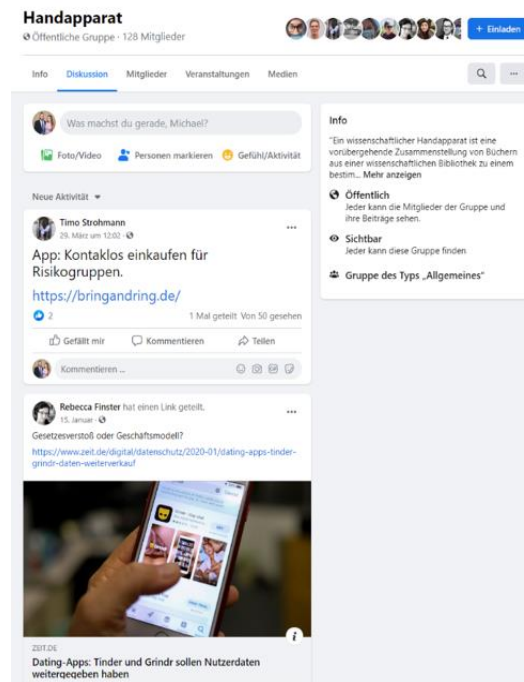 Handapparat
Öffentliche Gruppe · 128 Mitglieder
+ Einladen
Info Diskussion Mitglieder Veranstaltungen Medien
Was machst du gerade, Michael?
Foto/Video Personen markieren Gefühl/Aktivität
Neue Aktivität
Timo Strohmann
29. März um 12:02 ·
App: Kontaklos einkaufen für
Risikogruppen.
https://bringandring.de/
2 1 Mal geteilt Von 50 gesehen
Gefällt mir Kommentieren Teilen
Kommentieren ...
Rebecca Finster hat einen Link geteilt.
15. Januar ·
Gesetzesverstoß oder Geschäftsmodell?
https://www.zeit.de/digital/datenschutz/2020-01/dating-apps-tinder-
grindr-daten-weiterverkauf
ZEIT.DE
Dating-Apps: Tinder und Grindr sollen Nutzerdaten
weitergegeben haben
Info
"Ein wissenschaftlicher Handapparat ist eine
vorübergehende Zusammenstellung von Büchern
aus einer wissenschaftlichen Bibliothek zu einem
bestim... Mehr anzeigen
Öffentlich
Jeder kann die Mitglieder der Gruppe und
ihre Beiträge sehen.
Sichtbar
Jeder kann diese Gruppe finden
Gruppe des Typs „Allgemeines"